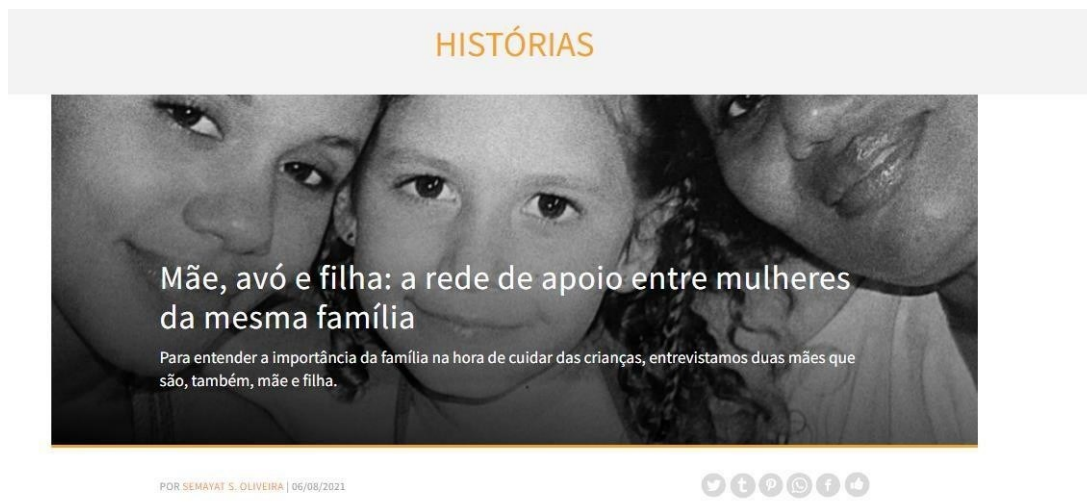 HISTÓRIAS
Mãe, avó e filha: a rede de apoio entre mulheres
da mesma família
Para entender a importância da família na hora de cuidar das crianças, entrevistamos duas mães que
são, também, mãe e filha.
POR SEMAYAT S. OLIVEIRA | 06/08/2021